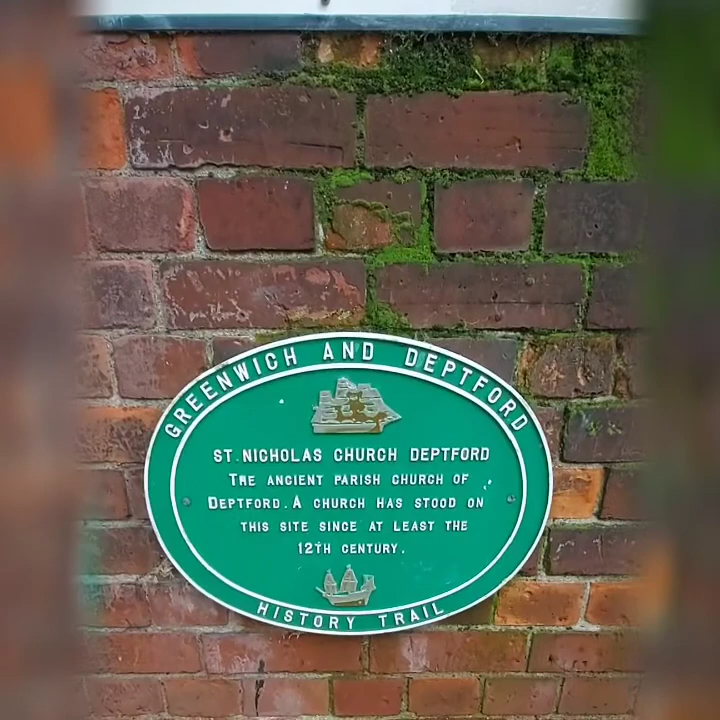 GREENWICH AND DEPTFORD
ST. NICHOLAS CHURCH DEPTFORD
THE ANCIENT PARISH CHURCH OF
DEPTFORD. A CHURCH HAS STOOD ON
THIS SITE SINCE AT LEAST THE
12TH CENTURY.
HISTORY TRAIL